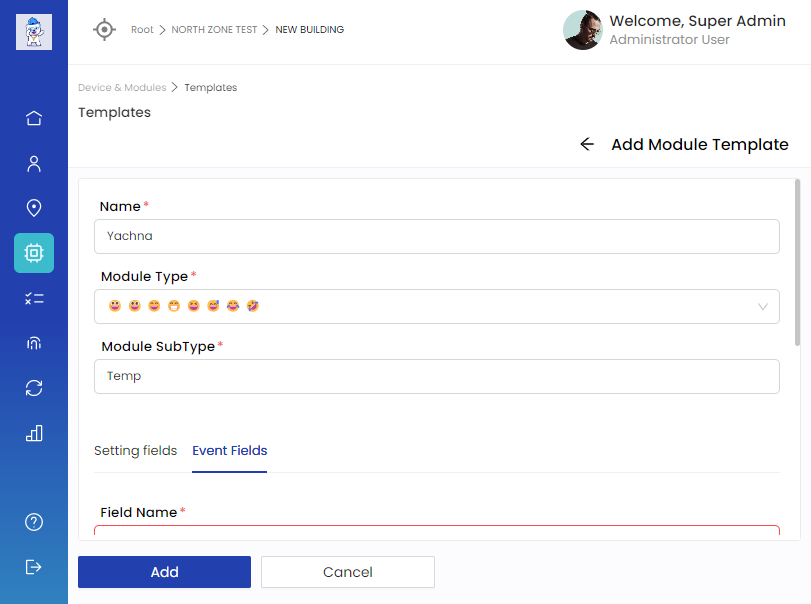 Root > NORTH ZONE TEST > NEW BUILDING
Welcome, Super Admin
Administrator User
Device & Modules > Templates
Templates
← Add Module Template
Name*
Yachna
Module Type*
😃 😃 😄 😁 😆 😅 😂 🤣
Module SubType*
Temp
Setting fields Event Fields
Field Name*
Add Cancel